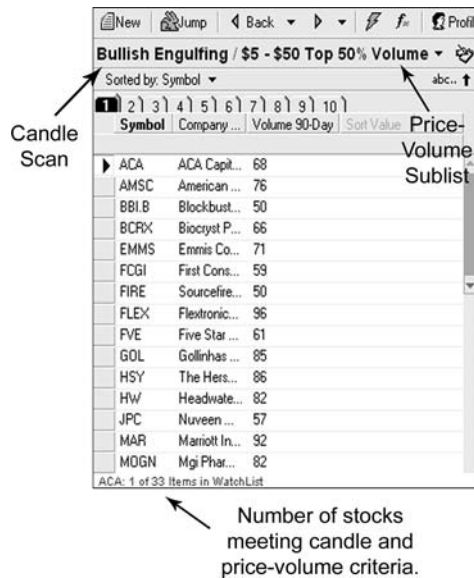 New Jump Back Profil
Bullish Engulfing / $5 - $50 Top 50% Volume
Sorted by: Symbol abc..
1 2 3 4 5 6 7 8 9 10
Symbol Company ... Volume 90-Day Sort Value
Candle
Scan
Price-
Volume
Sublist
ACA ACA Capit... 68
AMSC American ... 76
BBI.B Blockbust... 50
BCRX Biocryst P... 66
EMMS Emmis Co... 71
FCGI First Cons... 59
FIRE Sourcefire... 50
FLEX Flextronic... 96
FVE Five Star ... 61
GOL Gollinhas ... 85
HSY The Hers... 86
HW Headwate... 82
JPC Nuveen ... 57
MAR Marriott In... 92
MOGN Mgi Phar... 82
ACA: 1 of 33 Items in WatchList
Number of stocks
meeting candle and
price-volume criteria.